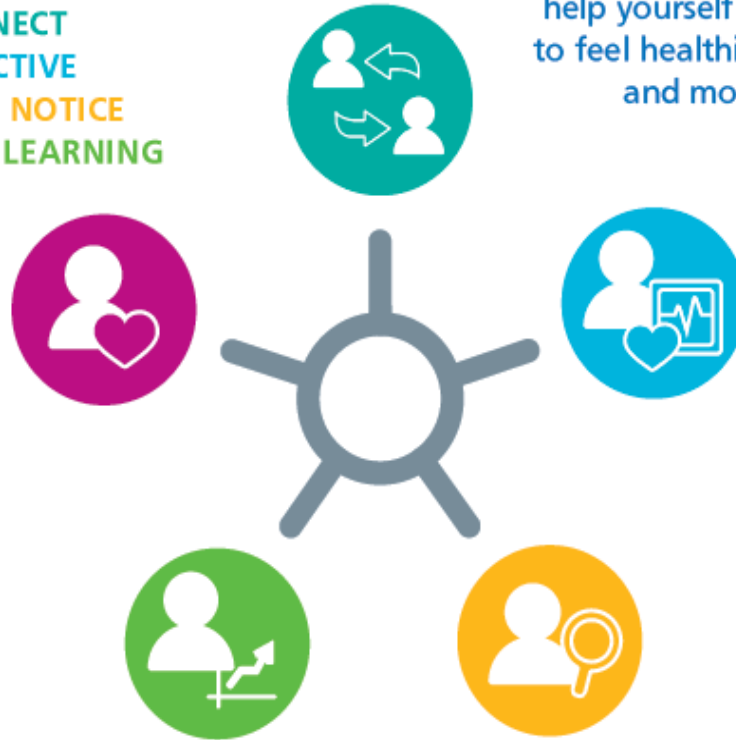 NECT
CTIVE
NOTICE
LEARNING
help yourself
to feel healthi
and mo